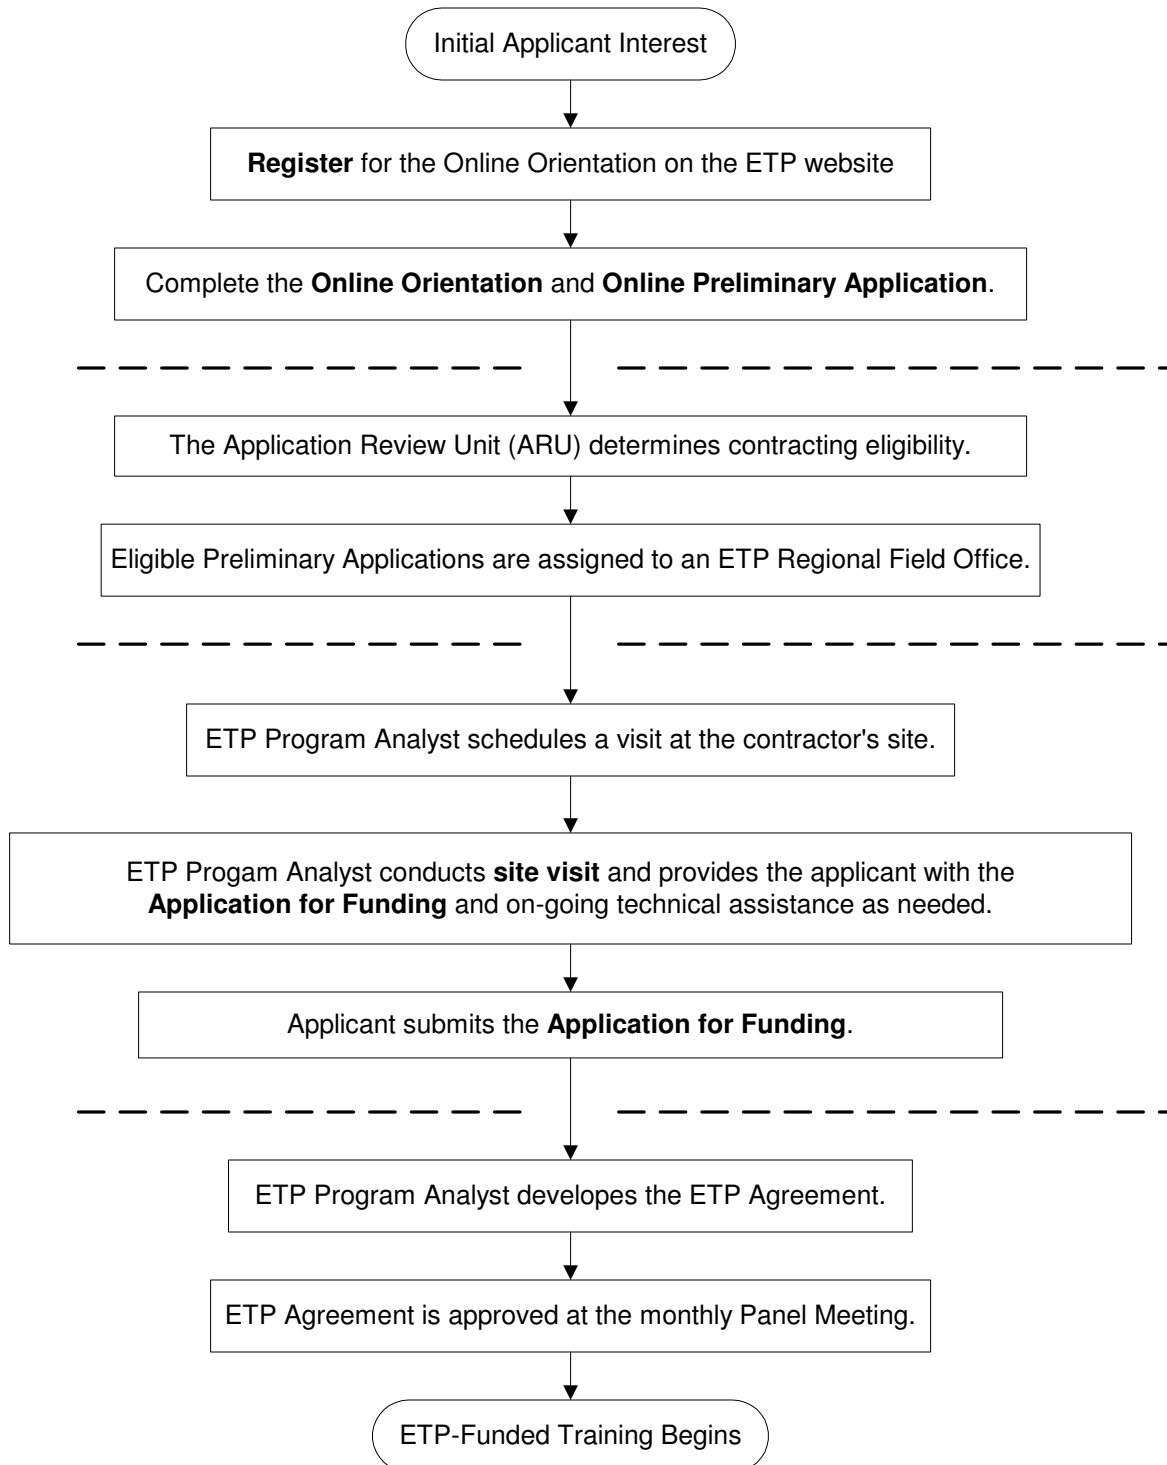 Initial Applicant Interest
Register for the Online Orientation on the ETP website
Complete the Online Orientation and Online Preliminary Application.
The Application Review Unit (ARU) determines contracting eligibility.
Eligible Preliminary Applications are assigned to an ETP Regional Field Office.
ETP Program Analyst schedules a visit at the contractor's site.
ETP Progam Analyst conducts site visit and provides the applicant with the
Application for Funding and on-going technical assistance as needed.
Applicant submits the Application for Funding.
ETP Program Analyst developes the ETP Agreement.
ETP Agreement is approved at the monthly Panel Meeting.
ETP-Funded Training Begins